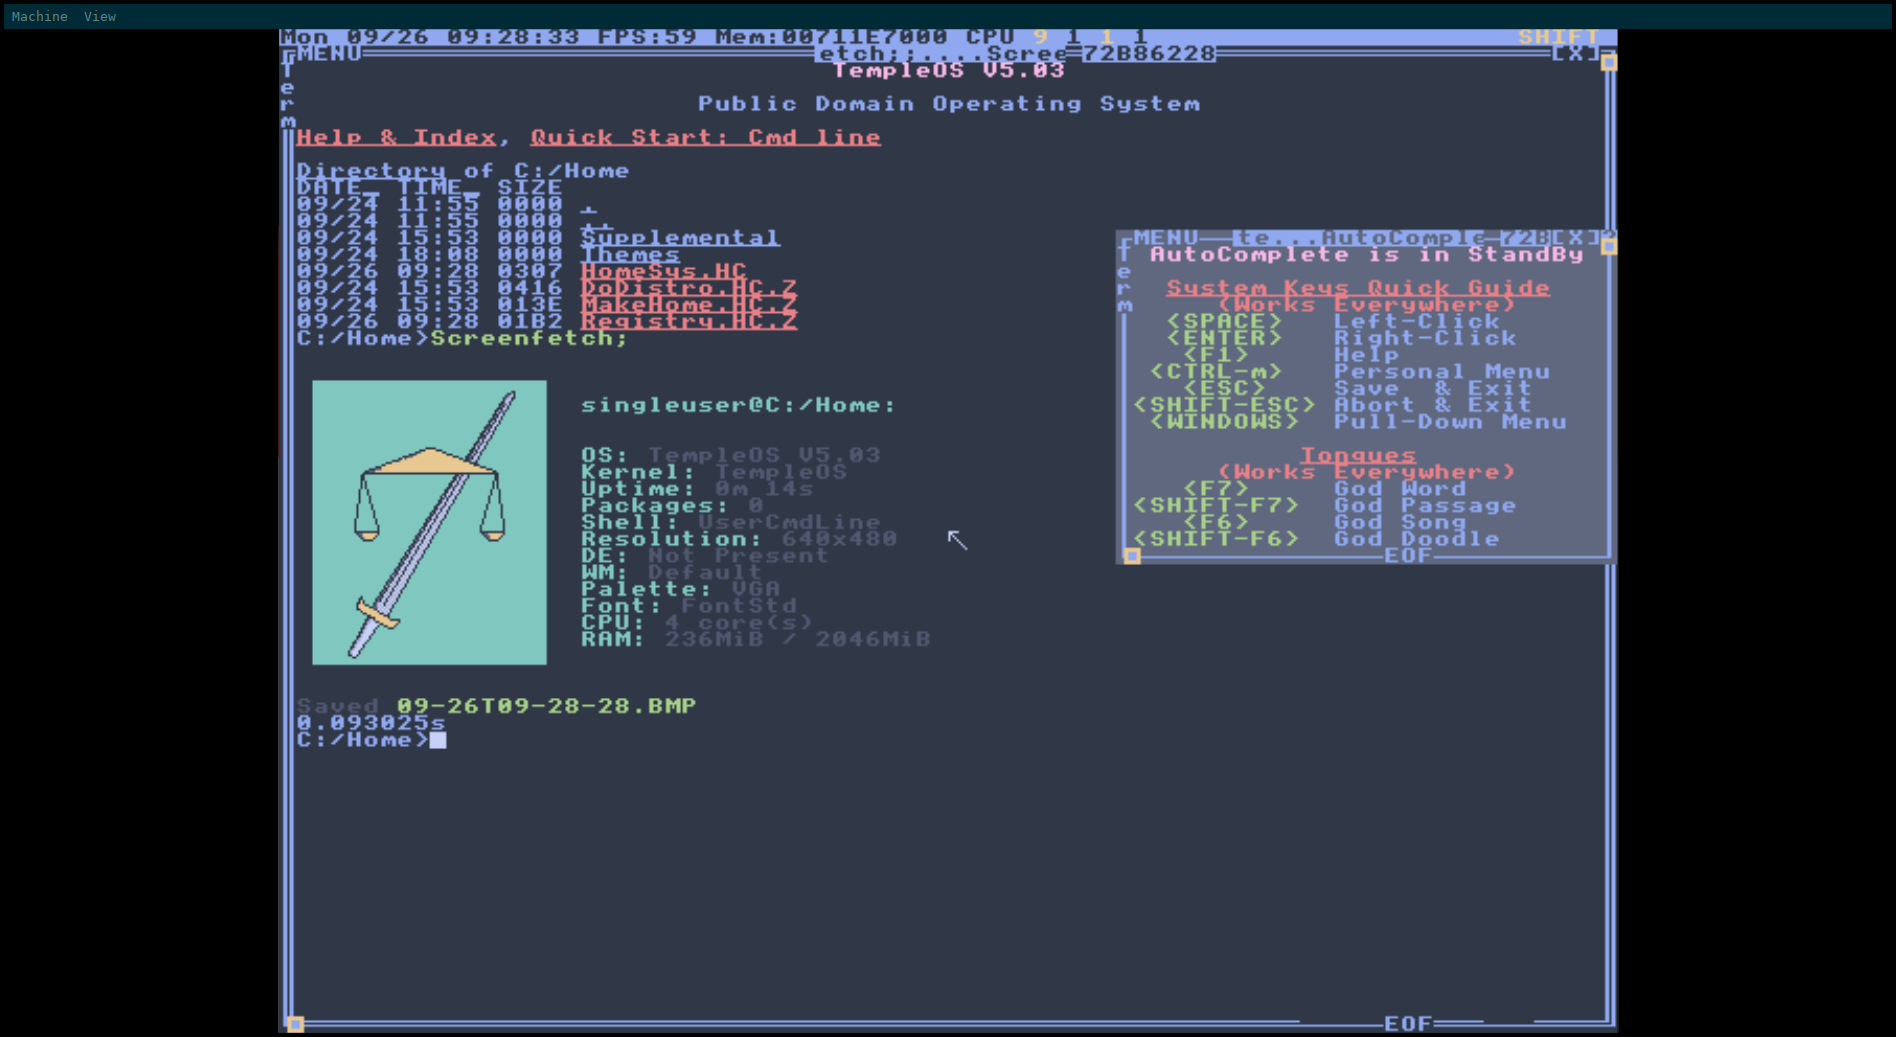 Machine View
Mon 09/26 09:28:33 FPS:59 Mem:00711E7000 CPU 9 1 1 1 SHIFT
MENU etch;;....Scree 72B86228 [X]
Term
TempleOS V5.03
Public Domain Operating System
Help & Index, Quick Start: Cmd line
Directory of C:/Home
DATE_ TIME_ SIZE
09/24 11:55 0000 .
09/24 11:55 0000 ..
09/24 15:53 0000 Supplemental
09/24 18:08 0000 Themes
09/26 09:28 0307 HomeSys.HC
09/24 15:53 0416 DoDistro.HC.Z
09/24 15:53 013E MakeHome.HC.Z
09/26 09:28 01B2 Registry.HC.Z
C:/Home>Screenfetch;
singleuser@C:/Home:
OS: TempleOS V5.03
Kernel: TempleOS
Uptime: 0m 14s
Packages: 0
Shell: UserCmdLine
Resolution: 640x480
DE: Not Present
WM: Default
Palette: VGA
Font: FontStd
CPU: 4 core(s)
RAM: 236MiB / 2046MiB
Saved 09-26T09-28-28.BMP
0.093025s
C:/Home>
EOF
MENU te...AutoComple 72B[X]?
Term
AutoComplete is in StandBy
System Keys Quick Guide
(Works Everywhere)
<SPACE> Left-Click
<ENTER> Right-Click
<F1> Help
<CTRL-m> Personal Menu
<ESC> Save & Exit
<SHIFT-ESC> Abort & Exit
<WINDOWS> Pull-Down Menu
Tongues
(Works Everywhere)
<F7> God Word
<SHIFT-F7> God Passage
<F6> God Song
<SHIFT-F6> God Doodle
EOF